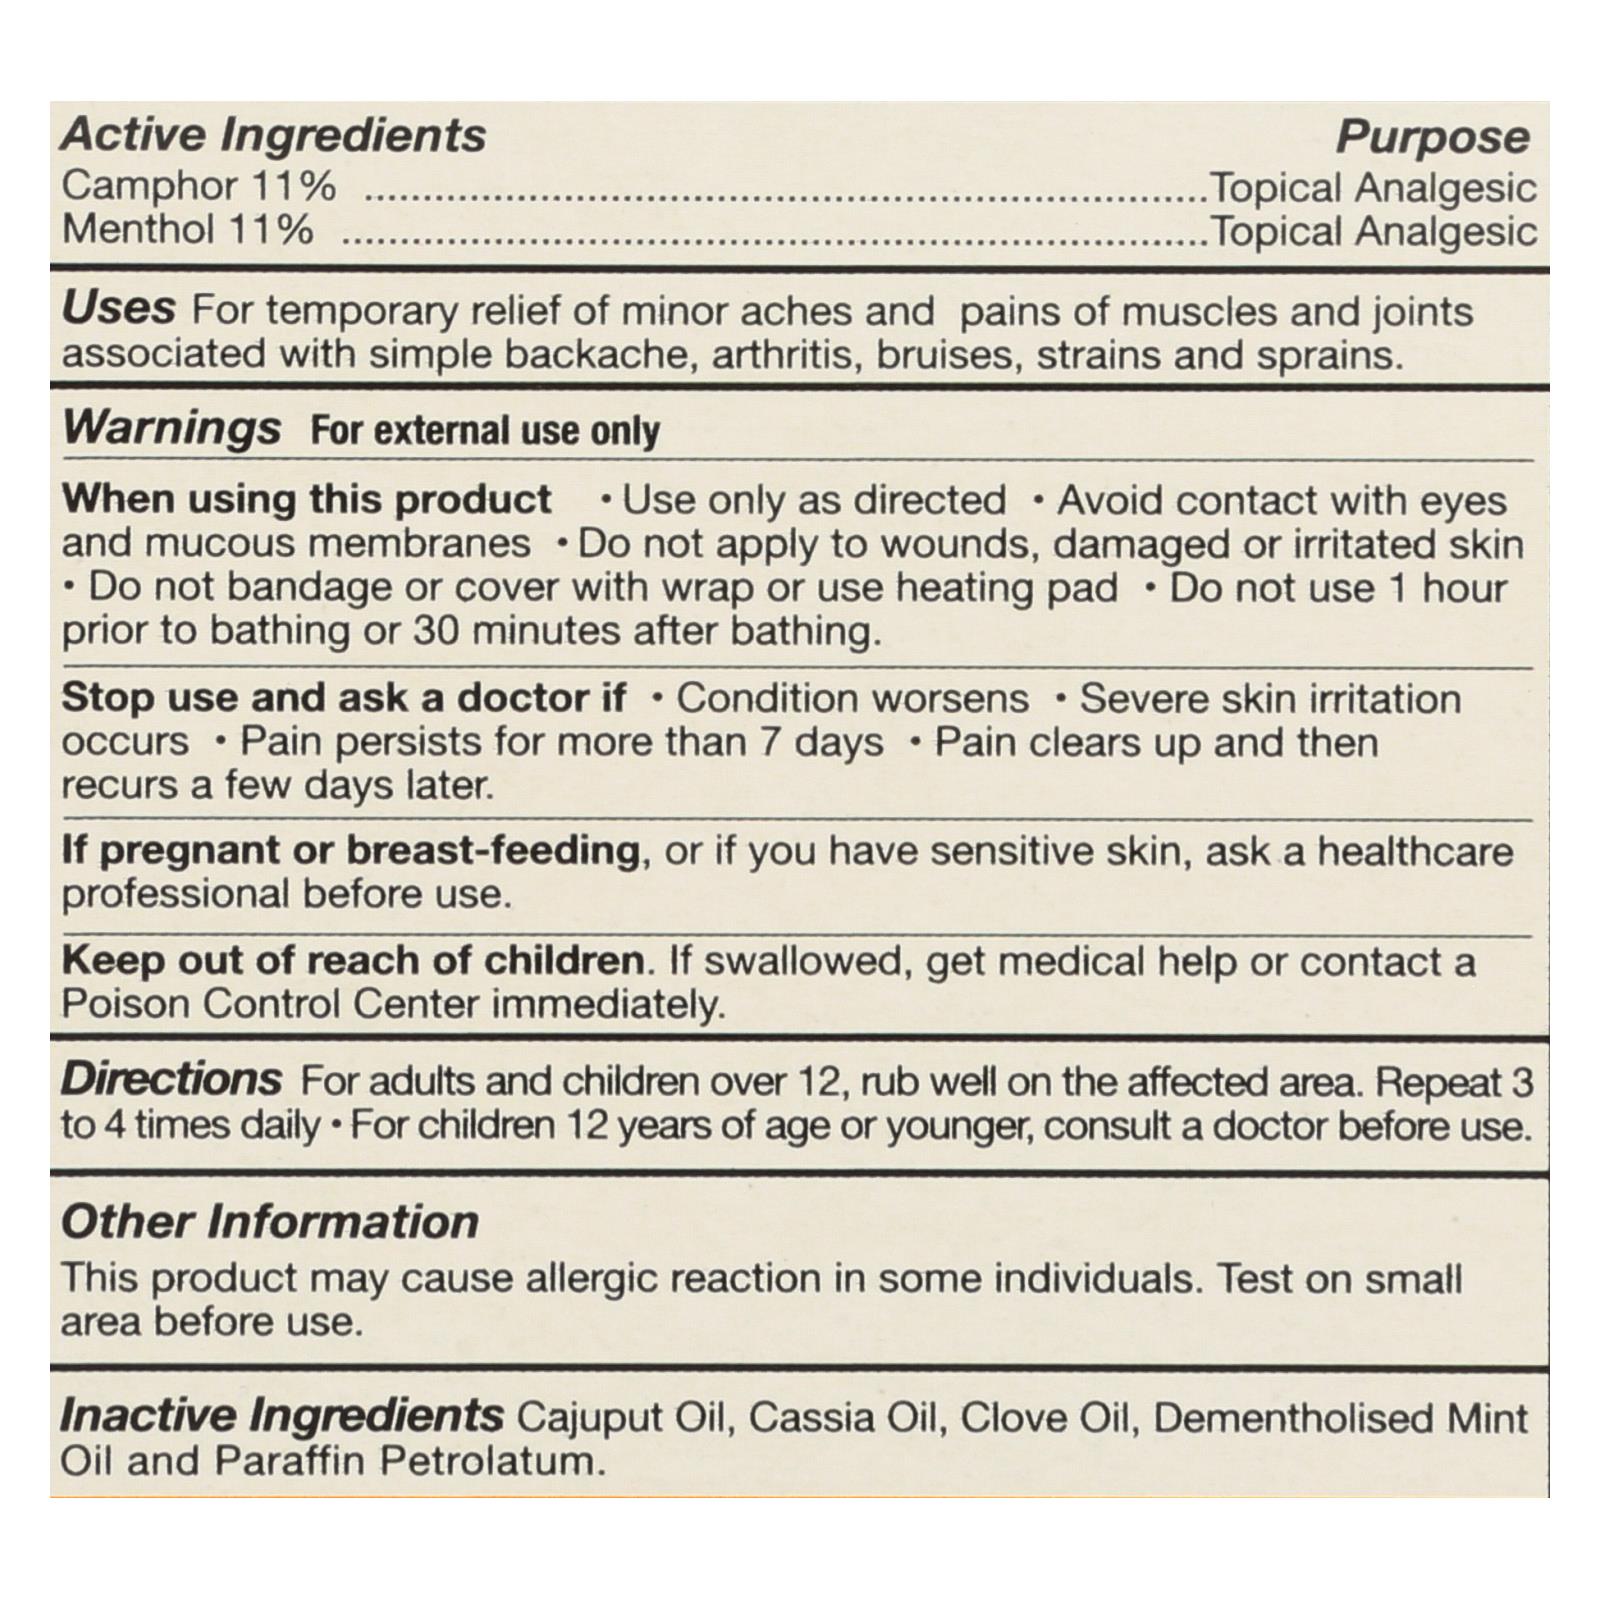 Active Ingredients Purpose
Camphor 11% ........................................................................Topical Analgesic
Menthol 11% ..........................................................................Topical Analgesic
Uses For temporary relief of minor aches and pains of muscles and joints
associated with simple backache, arthritis, bruises, strains and sprains.
Warnings For external use only
When using this product • Use only as directed • Avoid contact with eyes
and mucous membranes • Do not apply to wounds, damaged or irritated skin
• Do not bandage or cover with wrap or use heating pad • Do not use 1 hour
prior to bathing or 30 minutes after bathing.
Stop use and ask a doctor if • Condition worsens • Severe skin irritation
occurs • Pain persists for more than 7 days • Pain clears up and then
recurs a few days later.
If pregnant or breast-feeding, or if you have sensitive skin, ask a healthcare
professional before use.
Keep out of reach of children. If swallowed, get medical help or contact a
Poison Control Center immediately.
Directions For adults and children over 12, rub well on the affected area. Repeat 3
to 4 times daily • For children 12 years of age or younger, consult a doctor before use.
Other Information
This product may cause allergic reaction in some individuals. Test on small
area before use.
Inactive Ingredients Cajuput Oil, Cassia Oil, Clove Oil, Dementholised Mint
Oil and Paraffin Petrolatum.